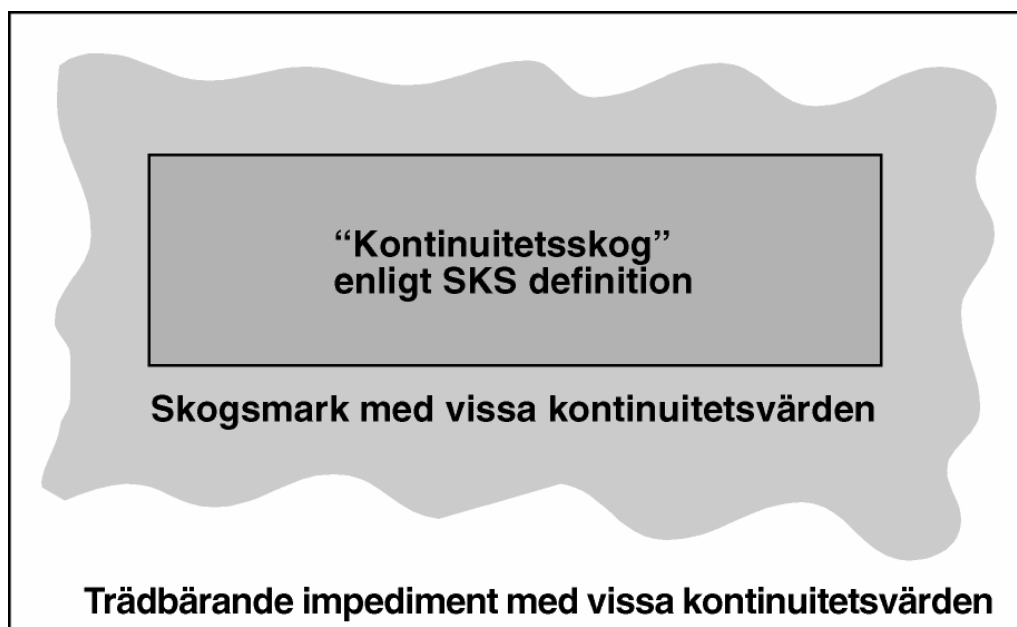 “Kontinuitetsskog”
enligt SKS definition
Skogsmark med vissa kontinuitetsvärden
Trädbärande impediment med vissa kontinuitetsvärden